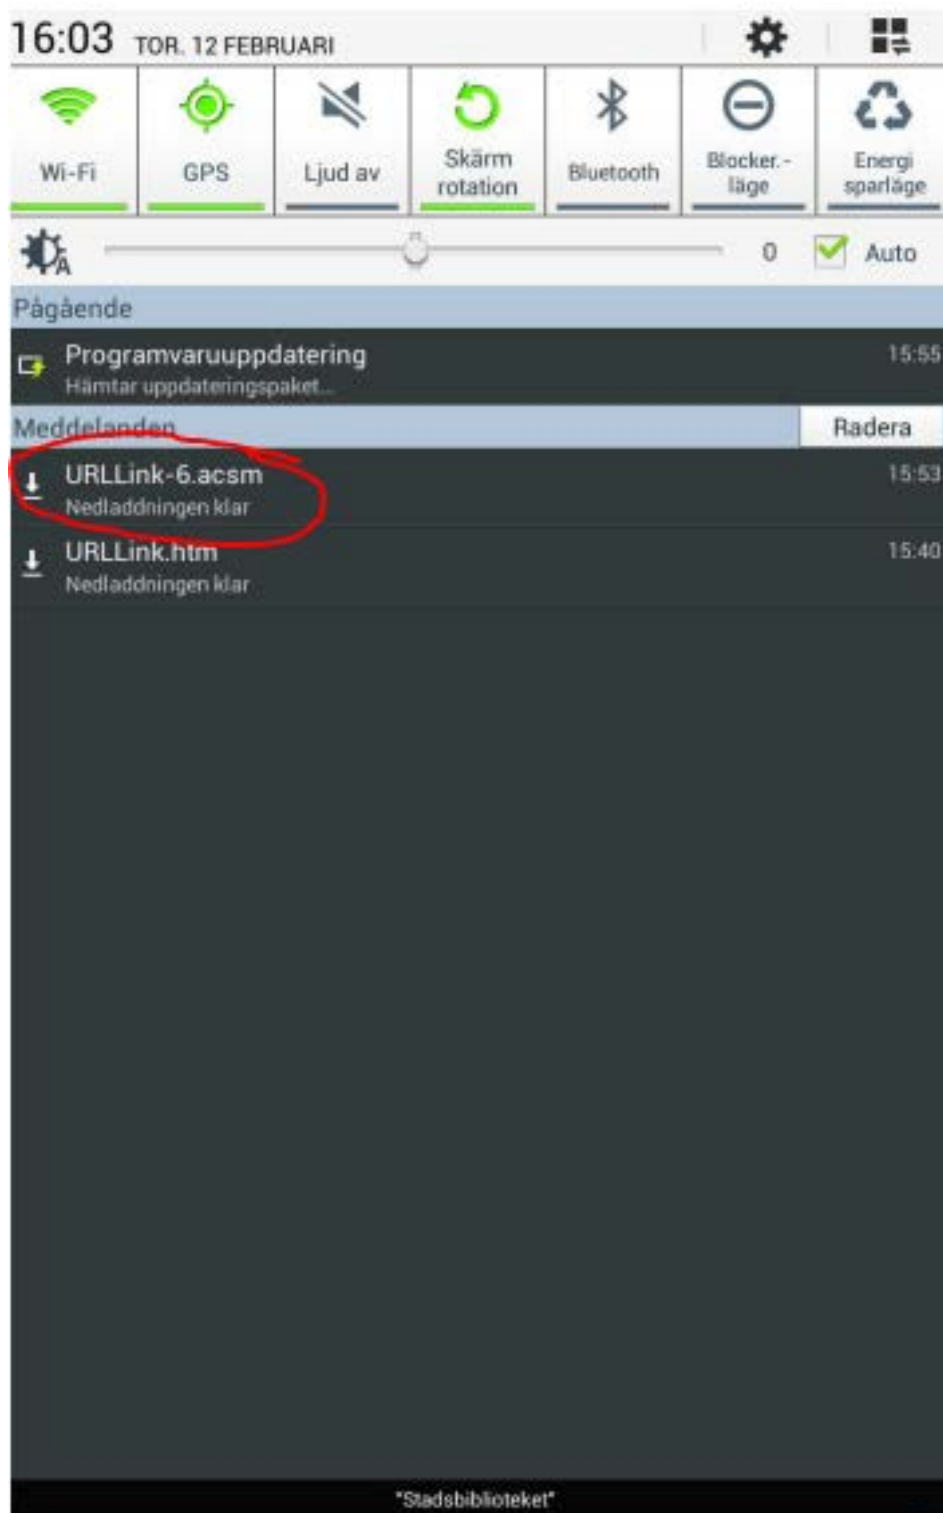 16:03 TOR. 12 FEBRUARI
Wi-Fi
GPS
Ljud av
Skärm
rotation
Bluetooth
Blocker.-
läge
Energi
sparläge
A
0
Auto
Pågående
Programvaruuppdatering
15:55
Hämtar uppdateringspaket...
Meddelanden
Radera
URLLink-6.acsm
15:53
Nedladdningen klar
URLLink.htm
15:40
Nedladdningen klar
"Stadsbiblioteket"